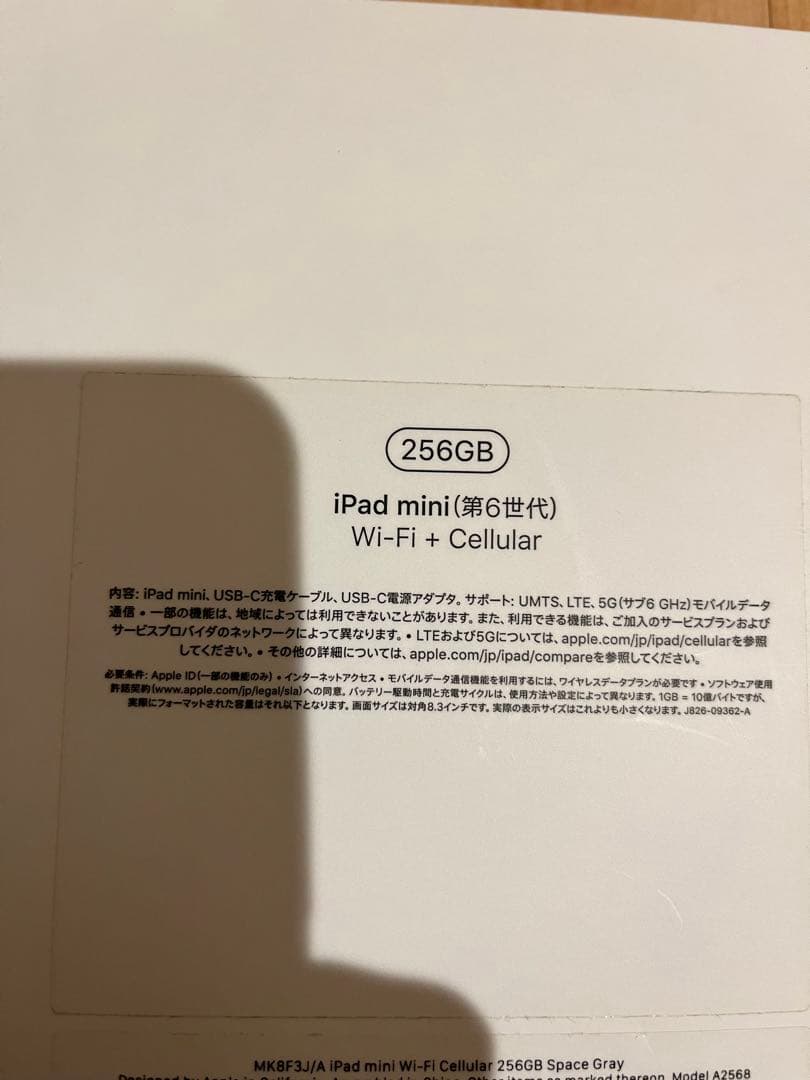 256GB
iPad mini(第6世代)
Wi-Fi + Cellular
内容: iPad mini、USB-C充電ケーブル、USB-C電源アダプタ。サポート: UMTS、LTE、5G(サブ6 GHz)モバイルデータ
通信 • 一部の機能は、地域によっては利用できないことがあります。また、利用できる機能は、ご加入のサービスプランおよび
サービスプロバイダのネットワークによって異なります。• LTEおよび5Gについては、apple.com/jp/ipad/cellularを参照
してください。• その他の詳細については、apple.com/jp/ipad/compareを参照してください。
必要条件: Apple ID(一部の機能のみ) • インターネットアクセス • モバイルデータ通信機能を利用するには、ワイヤレスデータプランが必要です • ソフトウェア使用
許諾契約(www.apple.com/jp/legal/sla)への同意。バッテリー駆動時間と充電サイクルは、使用方法や設定によって異なります。1GB = 10億バイトですが、
実際にフォーマットされた容量はそれ以下となります。画面サイズは対角8.3インチです。実際の表示サイズはこれよりも小さくなります。J826-09362-A
MK8F3J/A iPad mini Wi-Fi Cellular 256GB Space Gray
Designed by Apple in California Assembled in China Other items as marked thereon Model A2568